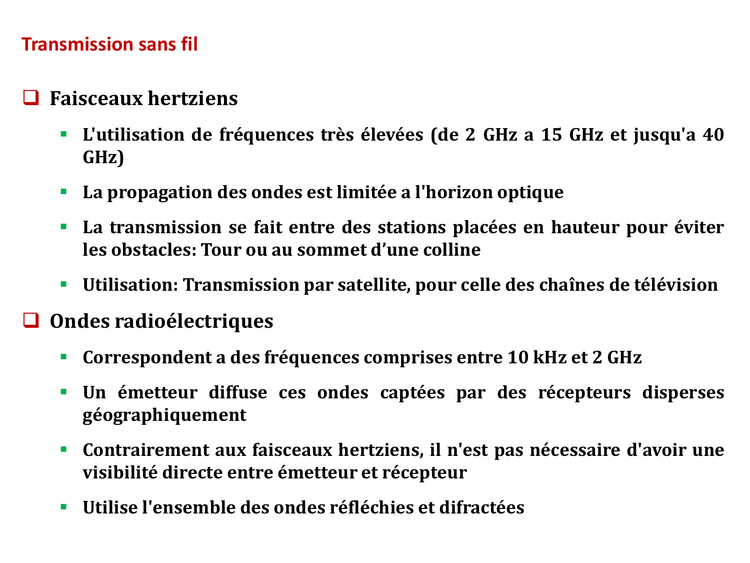 Transmission sans fil
Faisceaux hertziens
L'utilisation de fréquences très élevées (de 2 GHz a 15 GHz et jusqu'a 40
GHz)
La propagation des ondes est limitée a l'horizon optique
La transmission se fait entre des stations placées en hauteur pour éviter
les obstacles: Tour ou au sommet d’une colline
Utilisation: Transmission par satellite, pour celle des chaînes de télévision
Ondes radioélectriques
Correspondent a des fréquences comprises entre 10 kHz et 2 GHz
Un émetteur diffuse ces ondes captées par des récepteurs disperses
géographiquement
Contrairement aux faisceaux hertziens, il n'est pas nécessaire d'avoir une
visibilité directe entre émetteur et récepteur
Utilise l'ensemble des ondes réfléchies et difractées